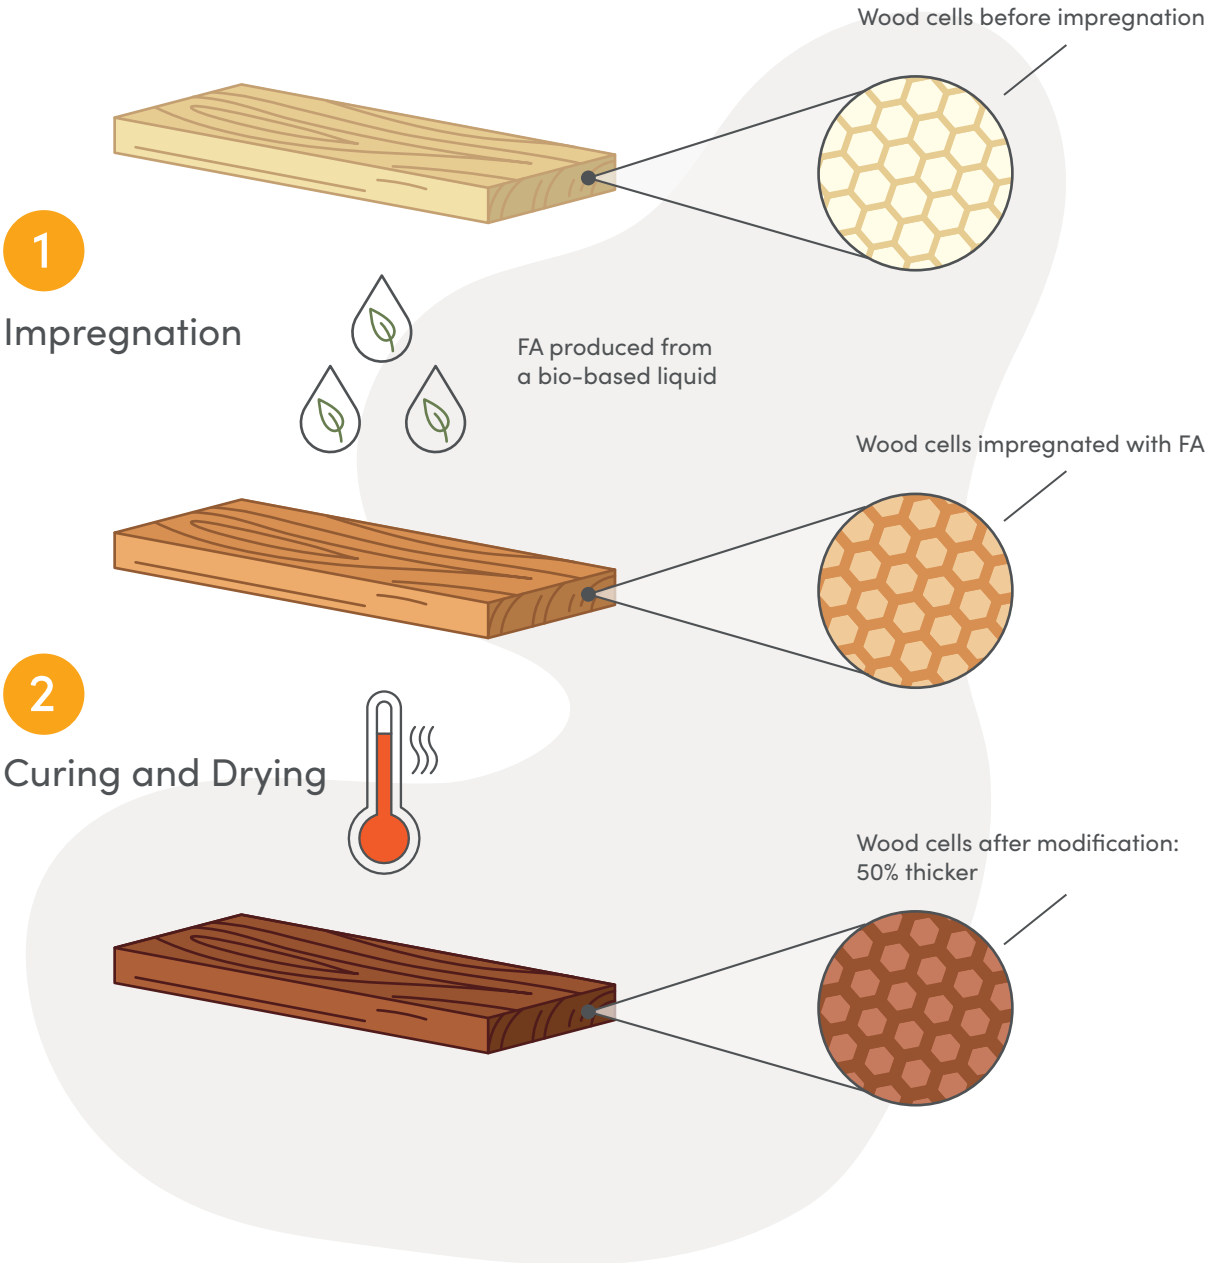 Wood cells before impregnation
1
Impregnation
FA produced from
a bio-based liquid
Wood cells impregnated with FA
2
Curing and Drying
Wood cells after modification:
50% thicker